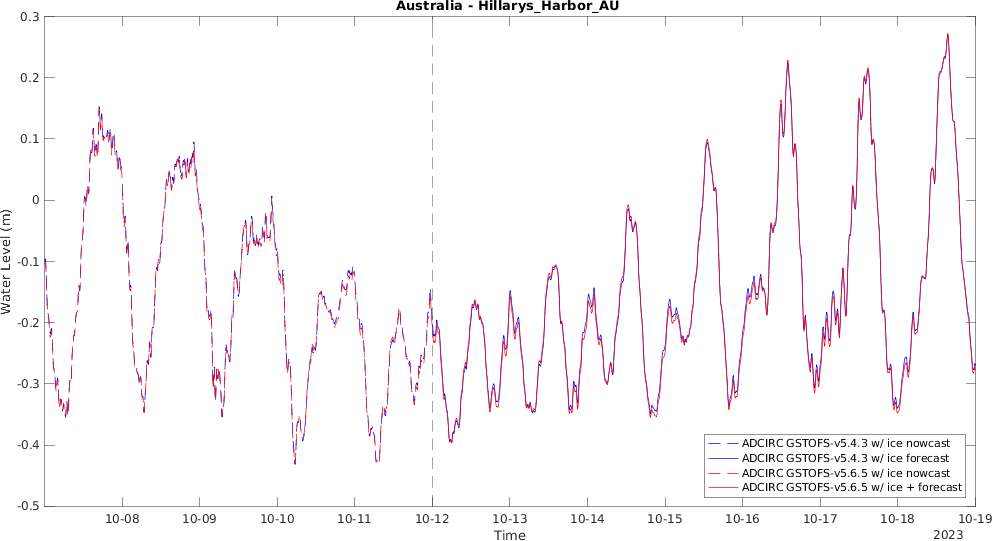 Australia - Hillarys_Harbor_AU
Water Level (m)
0.3
0.2
0.1
0
-0.1
-0.2
-0.3
-0.4
-0.5
ADCIRC GSTOFS-v5.4.3 w/ ice nowcast
ADCIRC GSTOFS-v5.4.3 w/ ice forecast
ADCIRC GSTOFS-v5.6.5 w/ ice nowcast
ADCIRC GSTOFS-v5.6.5 w/ ice + forecast
10-08 10-09 10-10 10-11 10-12 10-13 10-14 10-15 10-16 10-17 10-18 10-19
Time
2023